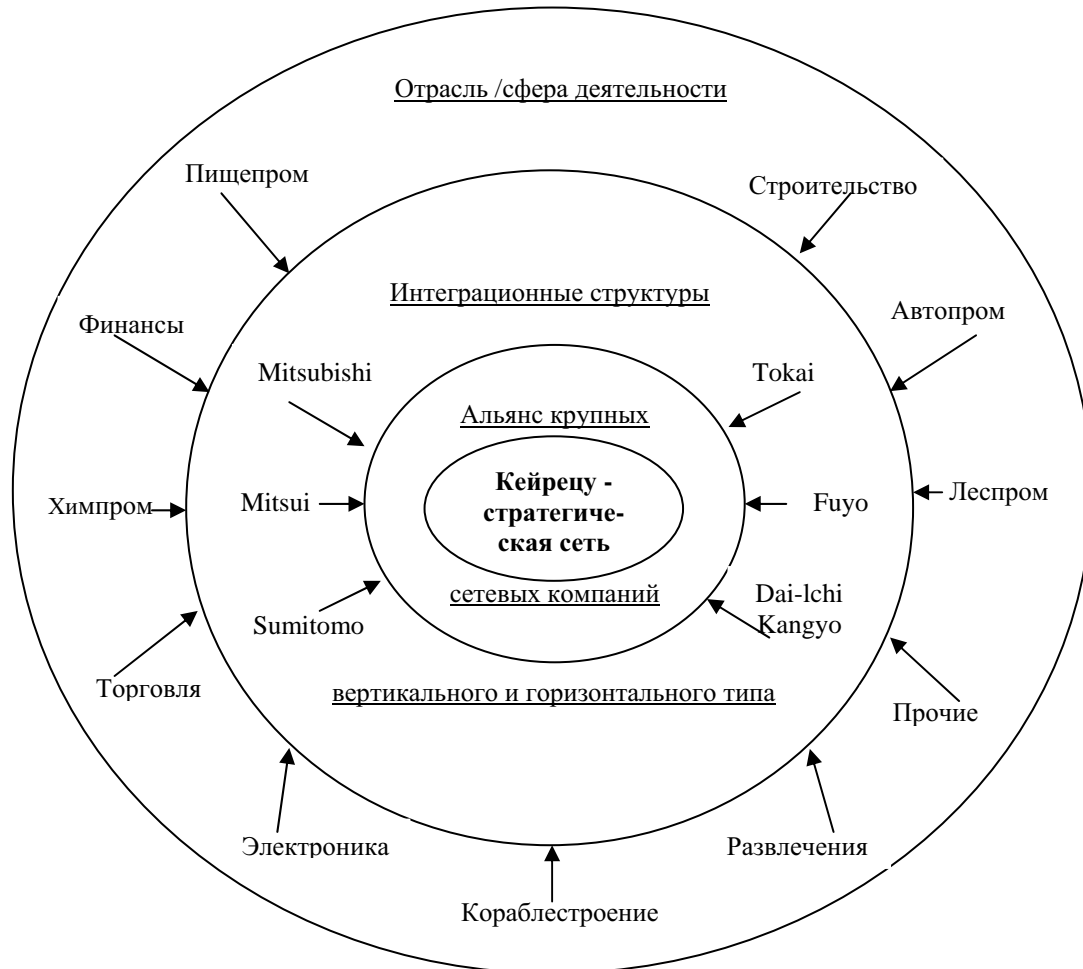 Отрасль /сфера деятельности
Пищепром
Строительство
Интеграционные структуры
Финансы
Автопром
Mitsubishi
Tokai
Альянс крупных
Кейрецу -
стратегиче-
ская сеть
Химпром
Mitsui
Fuyo
Леспром
сетевых компаний
Dai-lchi
Kangyo
Sumitomo
Торговля
вертикального и горизонтального типа
Прочие
Электроника
Развлечения
Кораблестроение